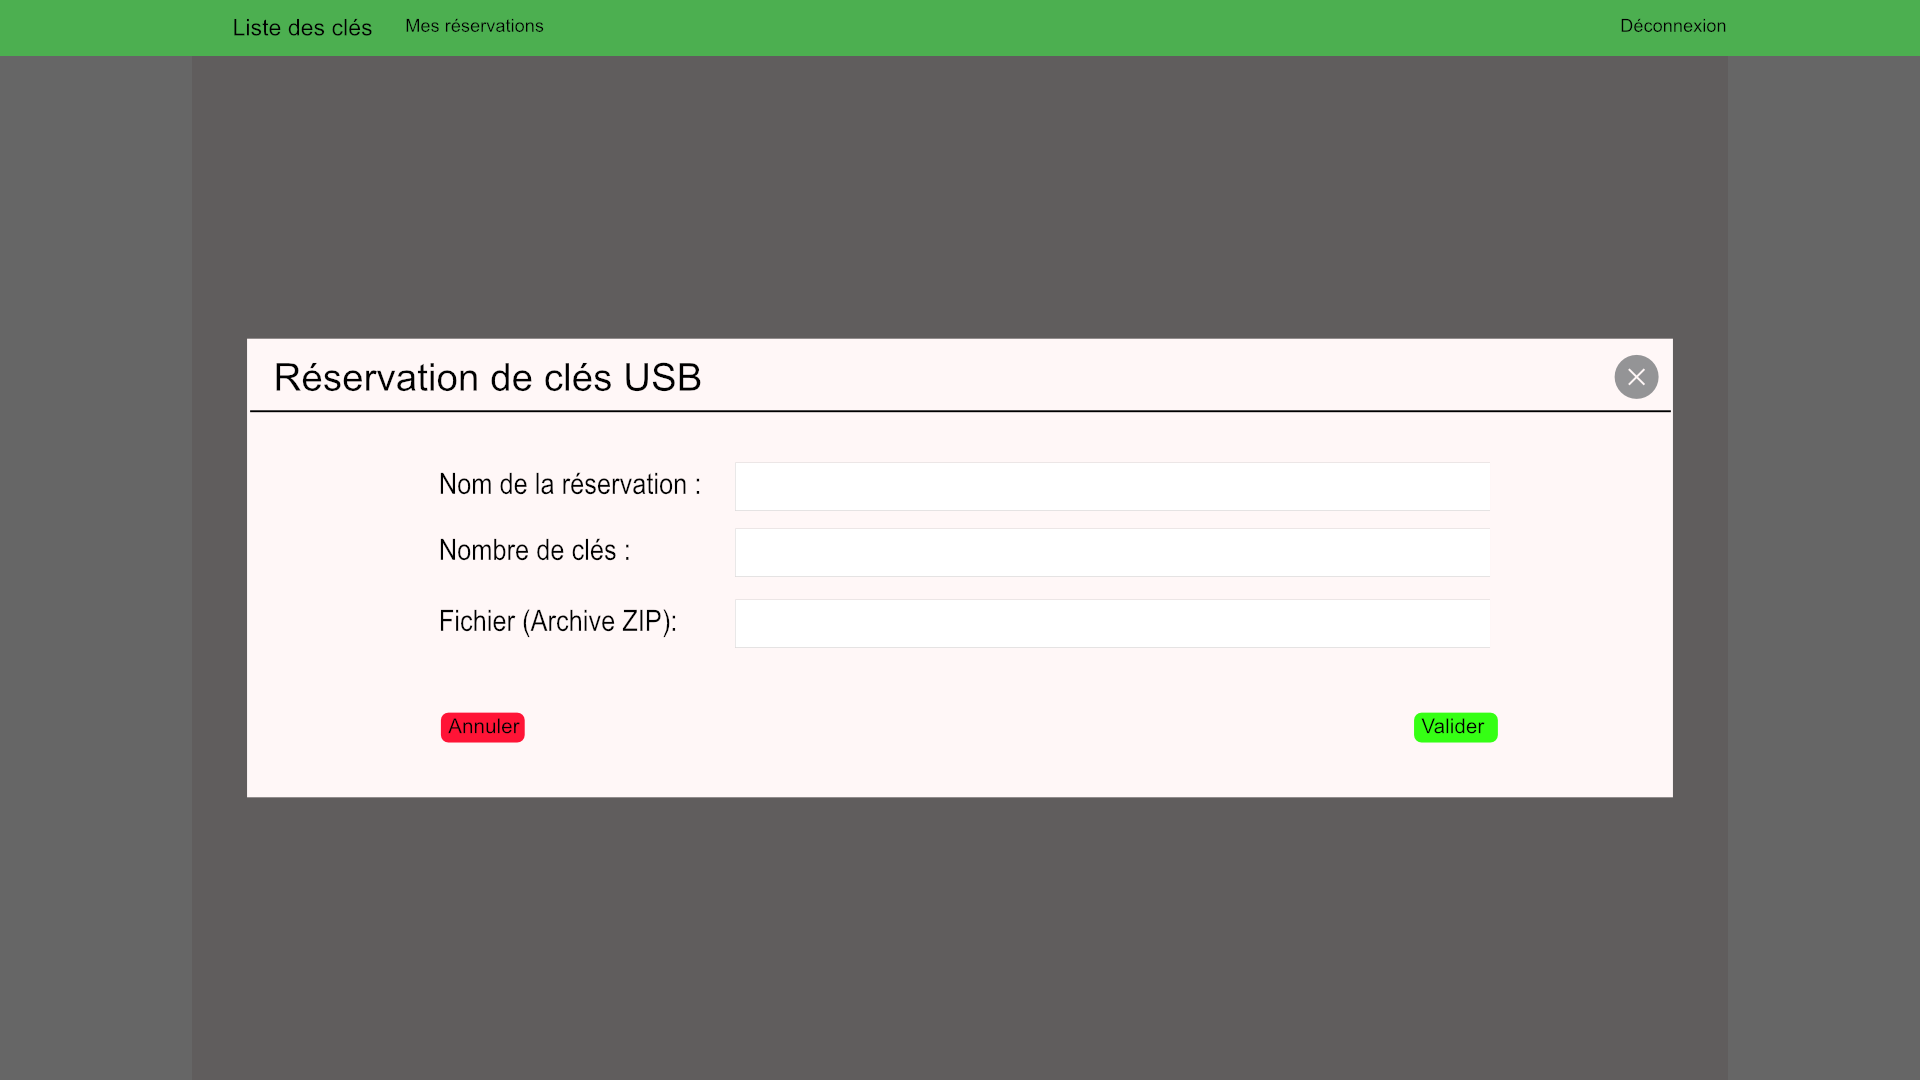 Liste des clés Mes réservations Déconnexion
Réservation de clés USB
Nom de la réservation :
Nombre de clés :
Fichier (Archive ZIP):
Annuler Valider